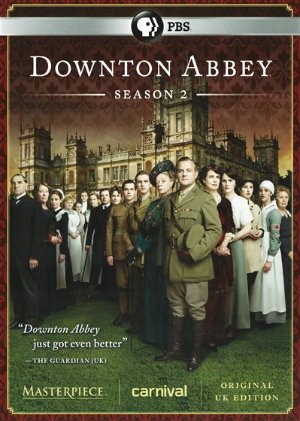 PBS
DOWNTON ABBEY
SEASON 2
“Downton Abbey
just got even better”
—THE GUARDIAN (UK)
MASTERPIECE
carnival
ORIGINAL
UK EDITION